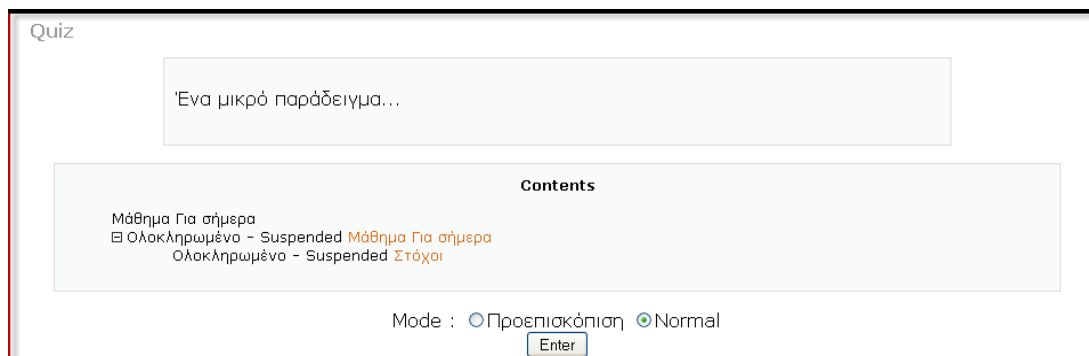 Quiz
Ένα μικρό παράδειγμα...
Contents
Μάθημα Για σήμερα
Ολοκληρωμένο - Suspended Μάθημα Για σήμερα
Ολοκληρωμένο - Suspended Στόχοι
Mode : Προεπισκόπιση Normal
Enter